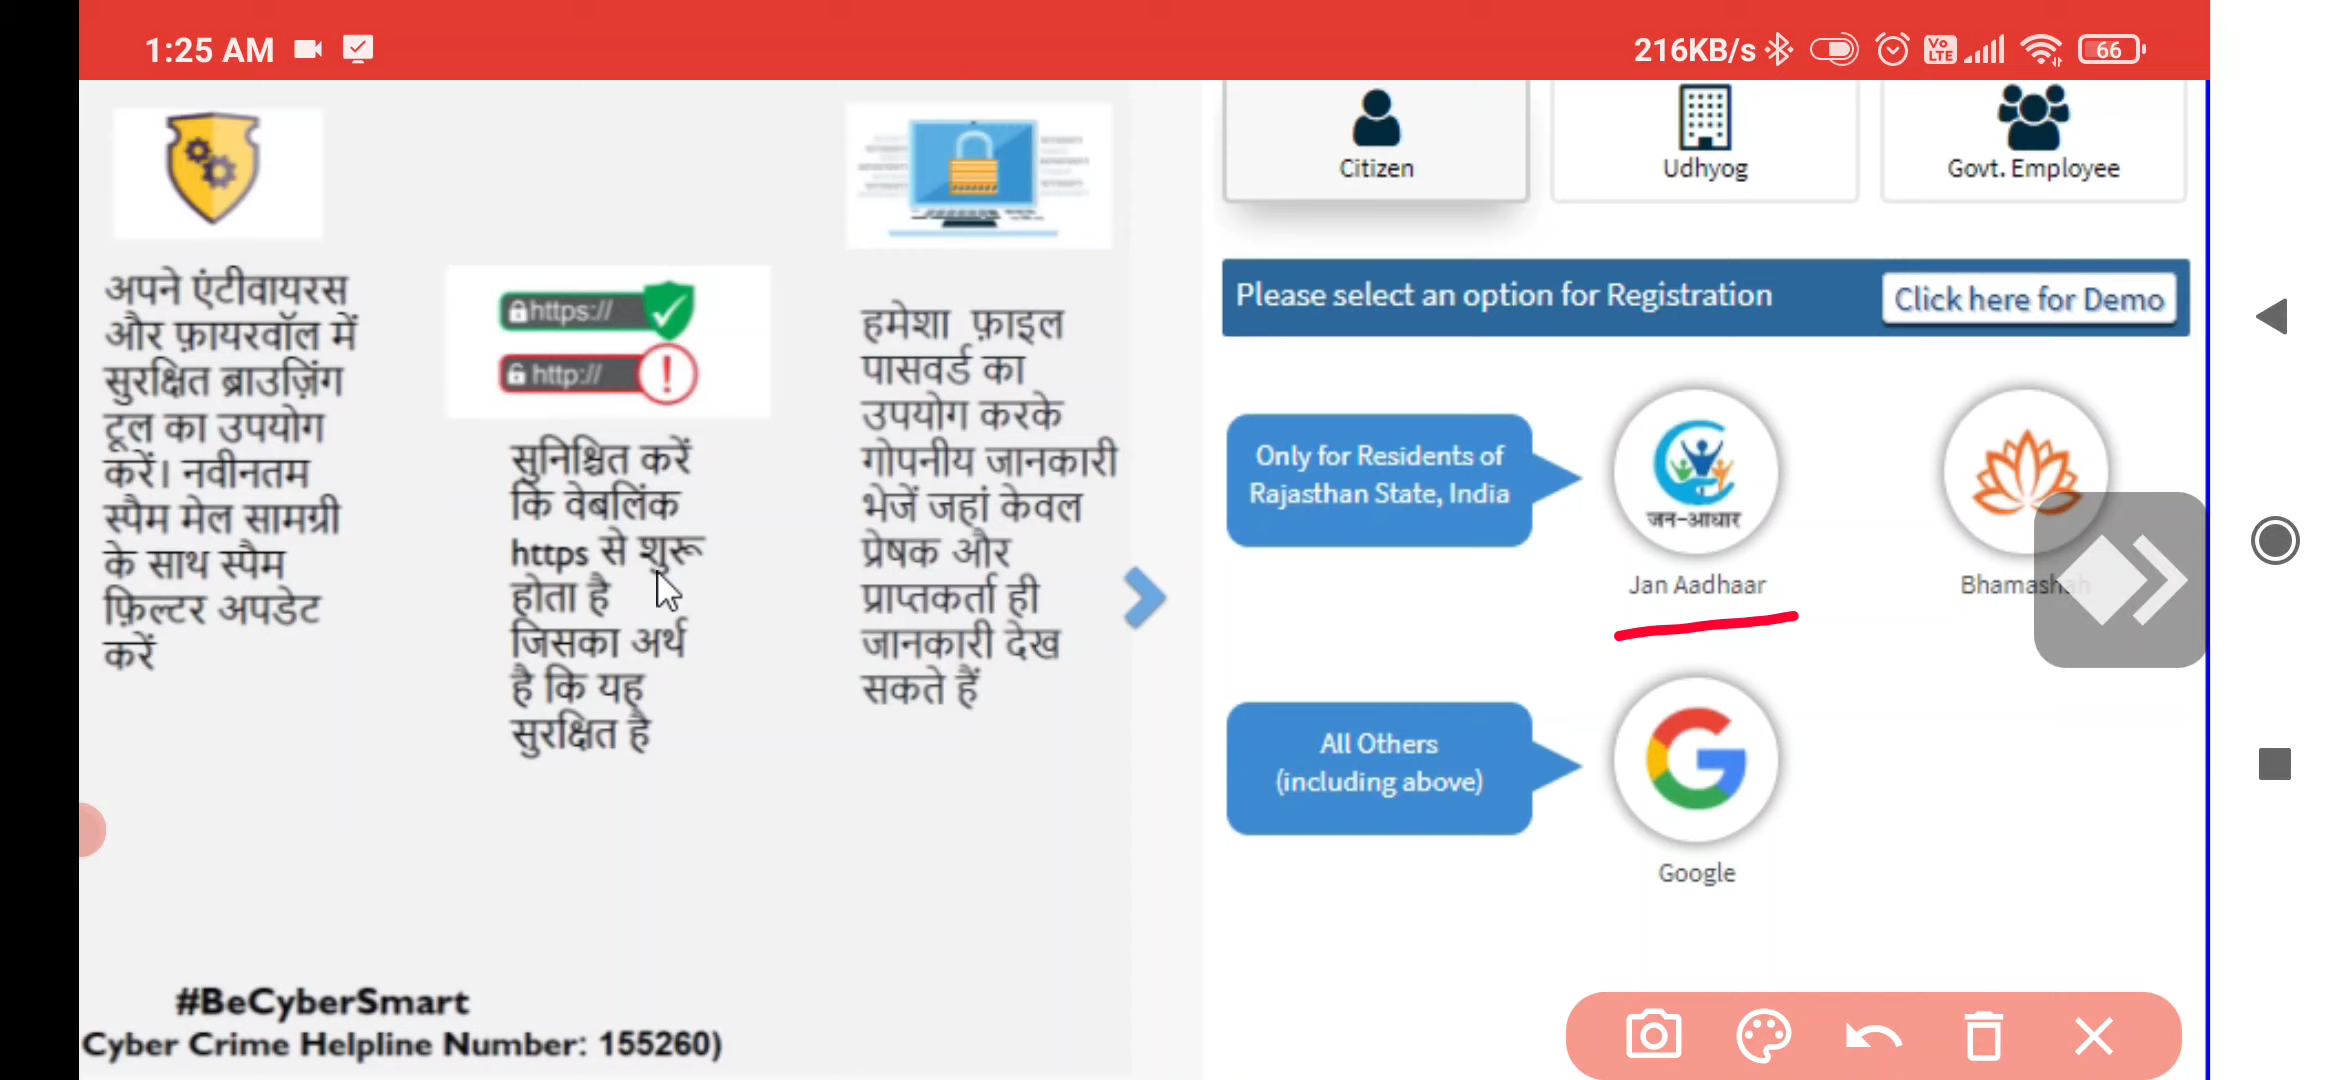 1:25 AM
216KB/s
Vo
LTE
66
अपने एंटीवायरस
और फ़ायरवॉल में
सुरक्षित ब्राउज़िंग
टूल का उपयोग
करें। नवीनतम
स्पैम मेल सामग्री
के साथ स्पैम
फ़िल्टर अपडेट
करें
https://
http://
सुनिश्चित करें
कि वेबलिंक
https से शुरू
होता है
जिसका अर्थ
है कि यह
सुरक्षित है
हमेशा फ़ाइल
पासवर्ड का
उपयोग करके
गोपनीय जानकारी
भेजें जहां केवल
प्रेषक और
प्राप्तकर्ता ही
जानकारी देख
सकते हैं
#BeCyberSmart
Cyber Crime Helpline Number: 155260)
Citizen
Udhyog
Govt. Employee
Please select an option for Registration
Click here for Demo
Only for Residents of
Rajasthan State, India
जन-आधार
Jan Aadhaar
Bhamashah
All Others
(including above)
Google